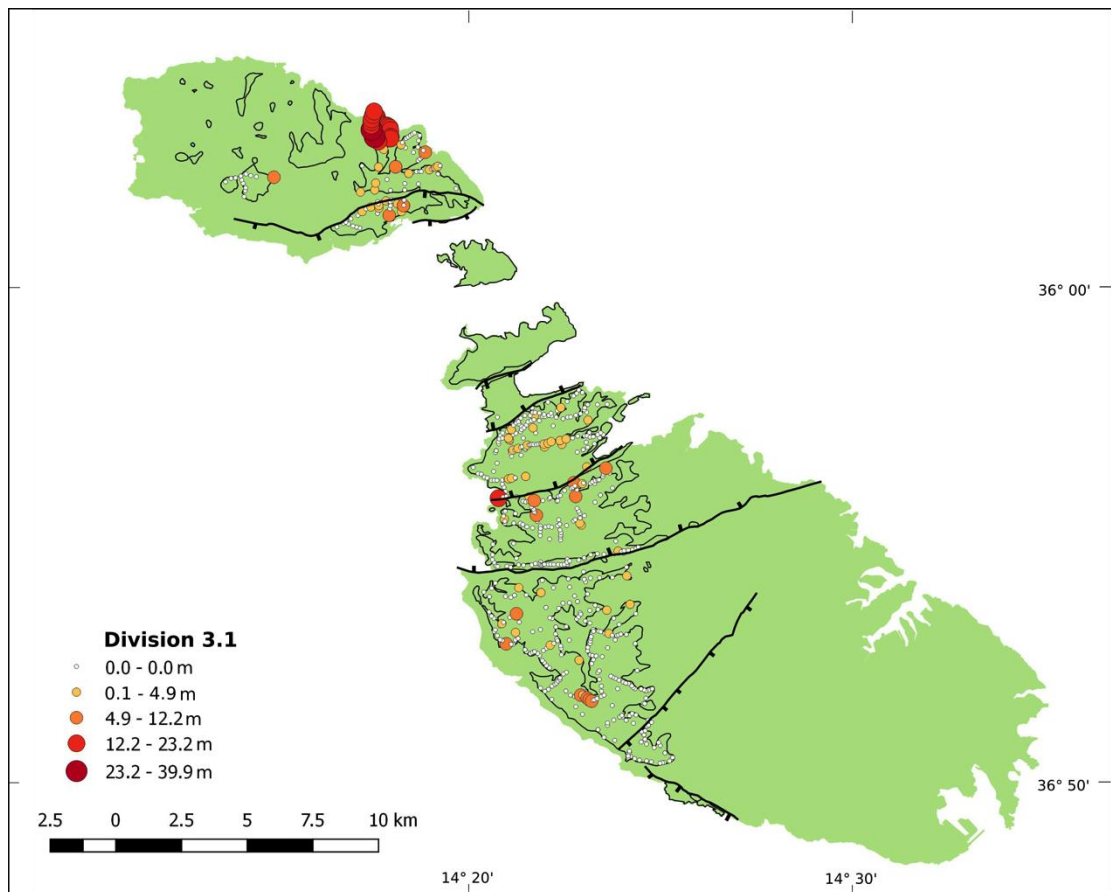 36° 00'
Division 3.1
0.0 - 0.0 m
0.1 - 4.9 m
4.9 - 12.2 m
12.2 - 23.2 m
23.2 - 39.9 m
36° 50'
2.5 0 2.5 5 7.5 10 km
14° 20' 14° 30'